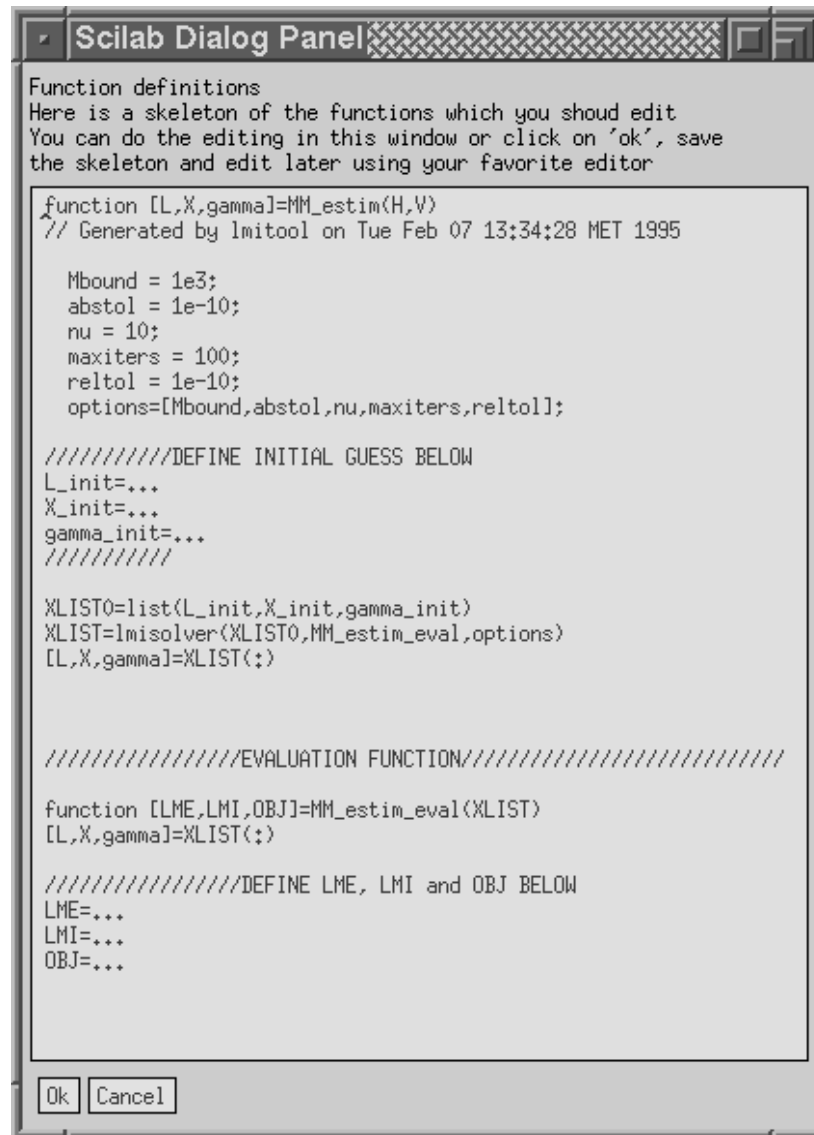 Scilab Dialog Panel
Function definitions
Here is a skeleton of the functions which you shoud edit
You can do the editing in this window or click on 'ok', save
the skeleton and edit later using your favorite editor
function [L,X,gamma]=MM_estim(H,V)
// Generated by lmitool on Tue Feb 07 13:34:28 MET 1995
Mbound = 1e3;
abstol = 1e-10;
nu = 10;
maxiters = 100;
reltol = 1e-10;
options=[Mbound,abstol,nu,maxiters,reltol];
///////////DEFINE INITIAL GUESS BELOW
L_init=...
X_init=...
gamma_init=...
///////////
XLIST0=list(L_init,X_init,gamma_init)
XLIST=lmisolver(XLIST0,MM_estim_eval,options)
[L,X,gamma]=XLIST(:)
/////////////////EVALUATION FUNCTION////////////////////////////
function [LME,LMI,OBJ]=MM_estim_eval(XLIST)
[L,X,gamma]=XLIST(:)
/////////////////DEFINE LME, LMI and OBJ BELOW
LME=...
LMI=...
OBJ=...
Ok Cancel